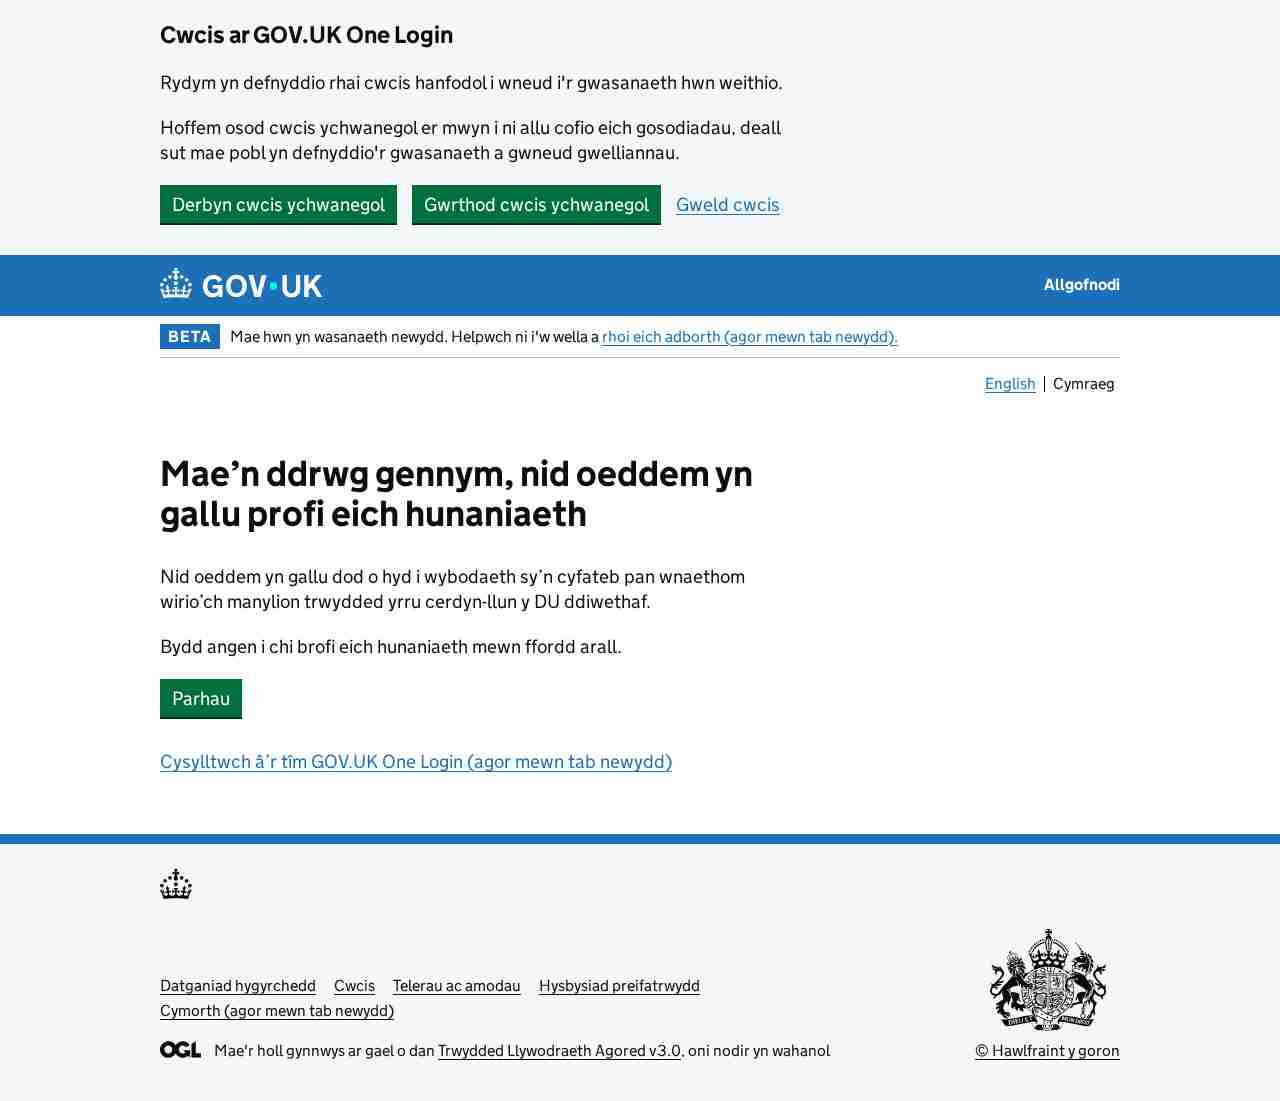 Cwcis ar GOV.UK One Login
Rydym yn defnyddio rhai cwcis hanfodol i wneud i'r gwasanaeth hwn weithio.
Hoffem osod cwcis ychwanegol er mwyn i ni allu cofio eich gosodiadau, deall
sut mae pobl yn defnyddio'r gwasanaeth a gwneud gwelliannau.
Derbyn cwcis ychwanegol Gwrthod cwcis ychwanegol Gweld cwcis
GOV·UK Allgofnodi
BETA Mae hwn yn wasanaeth newydd. Helpwch ni i'w wella a rhoi eich adborth (agor mewn tab newydd).
English | Cymraeg
Mae’n ddrwg gennym, nid oeddem yn
gallu profi eich hunaniaeth
Nid oeddem yn gallu dod o hyd i wybodaeth sy’n cyfateb pan wnaethom
wirio’ch manylion trwydded yrru cerdyn-llun y DU ddiwethaf.
Bydd angen i chi brofi eich hunaniaeth mewn ffordd arall.
Parhau
Cysylltwch â’r tîm GOV.UK One Login (agor mewn tab newydd)
Datganiad hygyrchedd Cwcis Telerau ac amodau Hysbysiad preifatrwydd
Cymorth (agor mewn tab newydd)
OGL Mae'r holl gynnwys ar gael o dan Trwydded Llywodraeth Agored v3.0, oni nodir yn wahanol
© Hawlfraint y goron